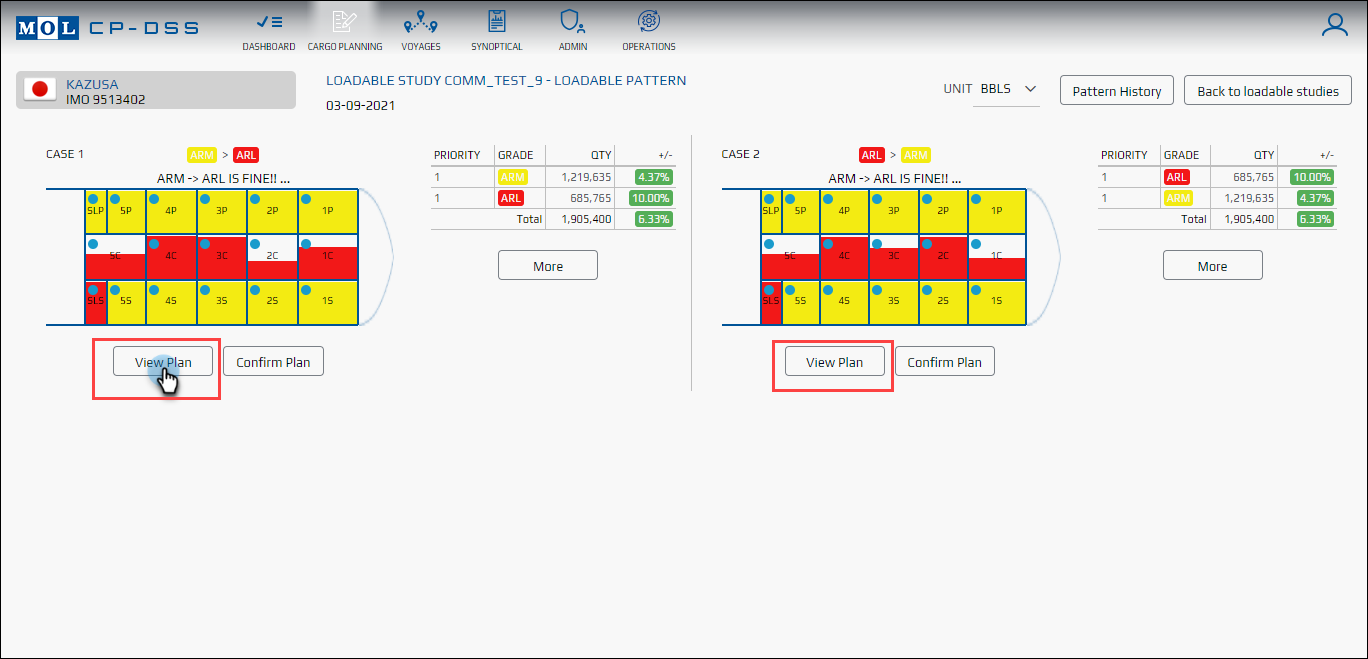 MOL CP-DSS
DASHBOARD CARGO PLANNING VOYAGES SYNOPTICAL ADMIN OPERATIONS
KAZUSA
IMO 9513402
LOADABLE STUDY COMM_TEST_9 - LOADABLE PATTERN
03-09-2021
UNIT BBLS
Pattern History
Back to loadable studies
CASE 1
ARM > ARL
ARM -> ARL IS FINE!! ...
SLP 5P 4P 3P 2P 1P
5C 4C 3C 2C 1C
SLS 5S 4S 3S 2S 1S
View Plan
Confirm Plan
PRIORITY GRADE QTY +/-
1 ARM 1,219,635 4.37%
1 ARL 685,765 10.00%
Total 1,905,400 6.33%
More
CASE 2
ARL > ARM
ARM -> ARL IS FINE!! ...
SLP 5P 4P 3P 2P 1P
5C 4C 3C 2C 1C
SLS 5S 4S 3S 2S 1S
View Plan
Confirm Plan
PRIORITY GRADE QTY +/-
1 ARL 685,765 10.00%
1 ARM 1,219,635 4.37%
Total 1,905,400 6.33%
More